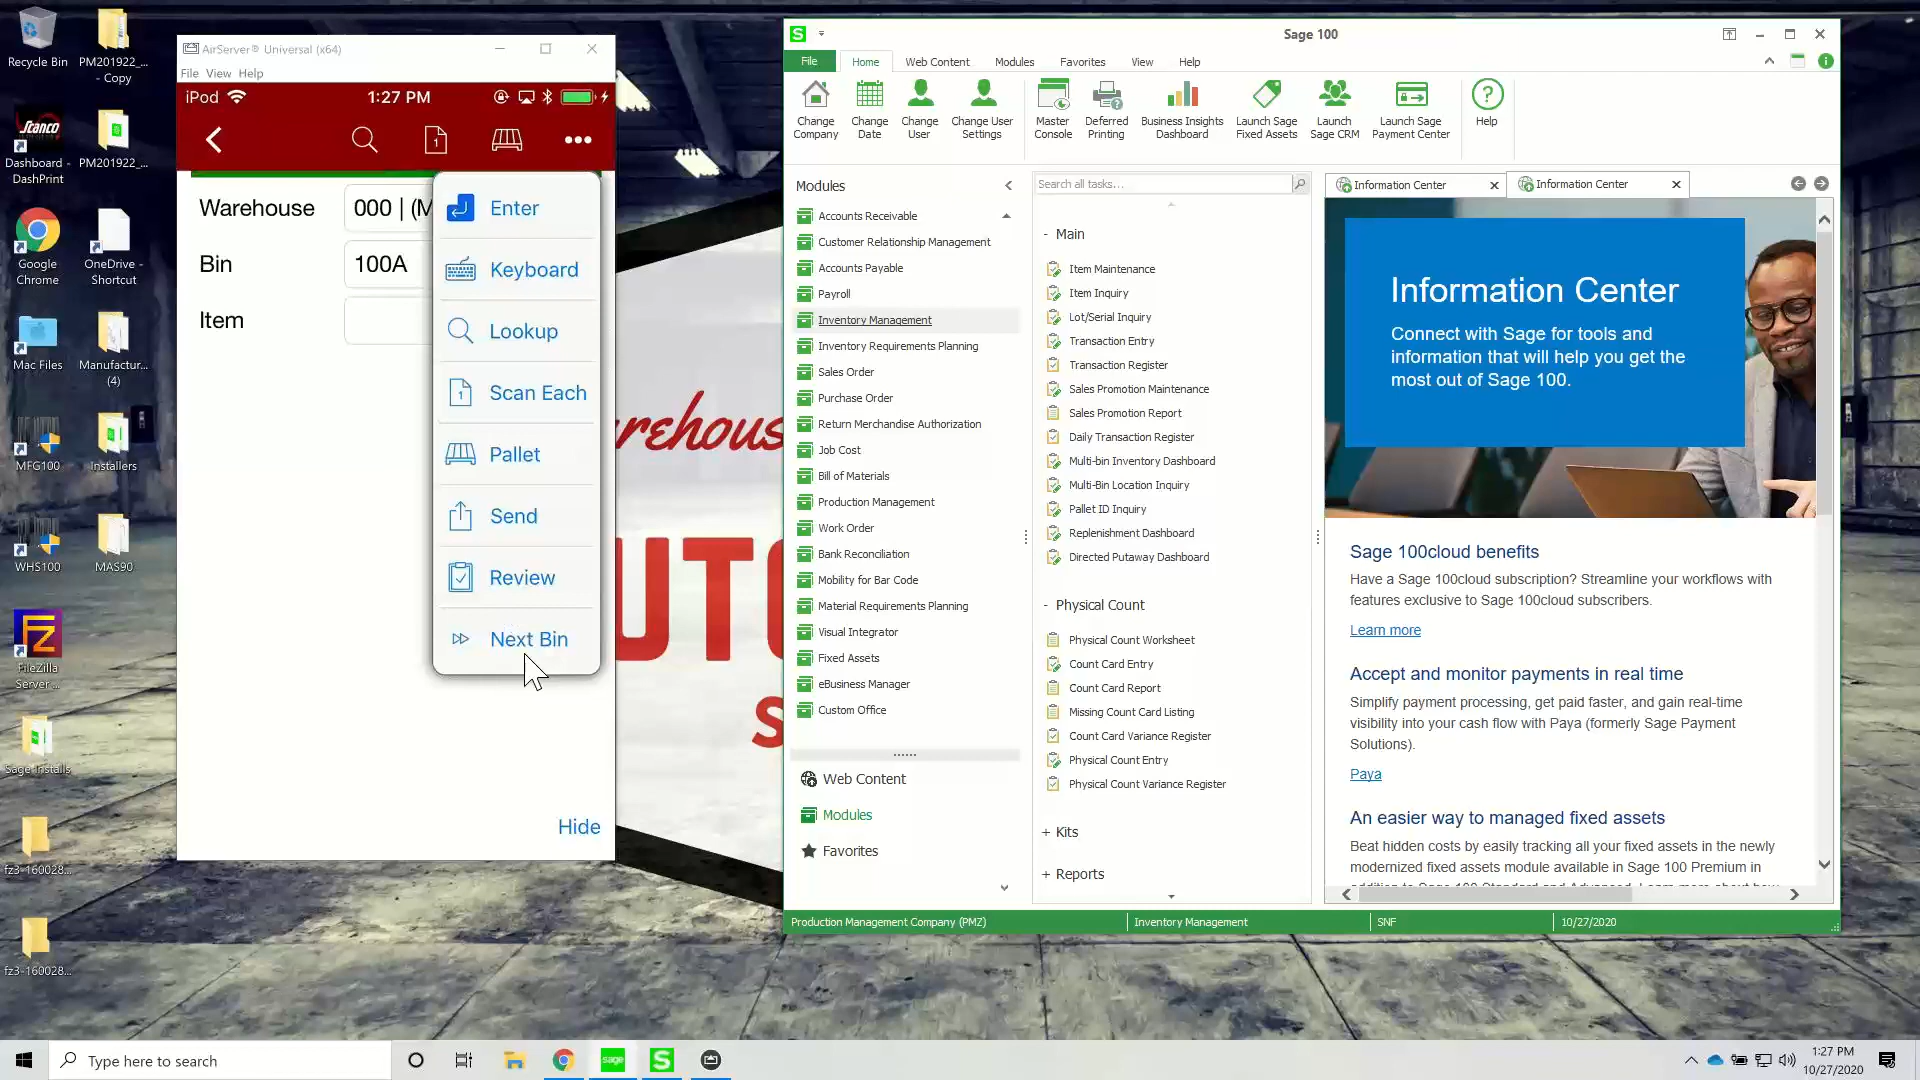 Recycle Bin
PM201922_...
- Copy
Scanco
Dashboard -
DashPrint
PM201922_...
Google
Chrome
OneDrive -
Shortcut
Mac Files
Manufactur...
(4)
MFG100
Installers
WHS100
MAS90
FileZilla
Server ...
Sage Installs
fz3-160028...
fz3-160028...
AirServer® Universal (x64)
File View Help
iPod
1:27 PM
1
Warehouse
000 | (M
Bin
100A
Item
Enter
Keyboard
Lookup
1
Scan Each
Pallet
Send
Review
Next Bin
Hide
rehous
UTO
S
S
Sage 100
File
Home
Web Content
Modules
Favorites
View
Help
Change
Company
Change
Date
Change
User
Change User
Settings
Master
Console
Deferred
Printing
Business Insights
Dashboard
Launch Sage
Fixed Assets
Launch
Sage CRM
Launch Sage
Payment Center
Help
Modules
Accounts Receivable
Customer Relationship Management
Accounts Payable
Payroll
Inventory Management
Inventory Requirements Planning
Sales Order
Purchase Order
Return Merchandise Authorization
Job Cost
Bill of Materials
Production Management
Work Order
Bank Reconciliation
Mobility for Bar Code
Material Requirements Planning
Visual Integrator
Fixed Assets
eBusiness Manager
Custom Office
Web Content
Modules
Favorites
Search all tasks...
- Main
Item Maintenance
Item Inquiry
Lot/Serial Inquiry
Transaction Entry
Transaction Register
Sales Promotion Maintenance
Sales Promotion Report
Daily Transaction Register
Multi-bin Inventory Dashboard
Multi-Bin Location Inquiry
Pallet ID Inquiry
Replenishment Dashboard
Directed Putaway Dashboard
- Physical Count
Physical Count Worksheet
Count Card Entry
Count Card Report
Missing Count Card Listing
Count Card Variance Register
Physical Count Entry
Physical Count Variance Register
+ Kits
+ Reports
Information Center
Information Center
Information Center
Connect with Sage for tools and
information that will help you get the
most out of Sage 100.
Sage 100cloud benefits
Have a Sage 100cloud subscription? Streamline your workflows with
features exclusive to Sage 100cloud subscribers.
Learn more
Accept and monitor payments in real time
Simplify payment processing, get paid faster, and gain real-time
visibility into your cash flow with Paya (formerly Sage Payment
Solutions).
Paya
An easier way to managed fixed assets
Beat hidden costs by easily tracking all your fixed assets in the newly
modernized fixed assets module available in Sage 100 Premium in
Production Management Company (PMZ)
Inventory Management
SNF
10/27/2020
Type here to search
sage
S
1:27 PM
10/27/2020